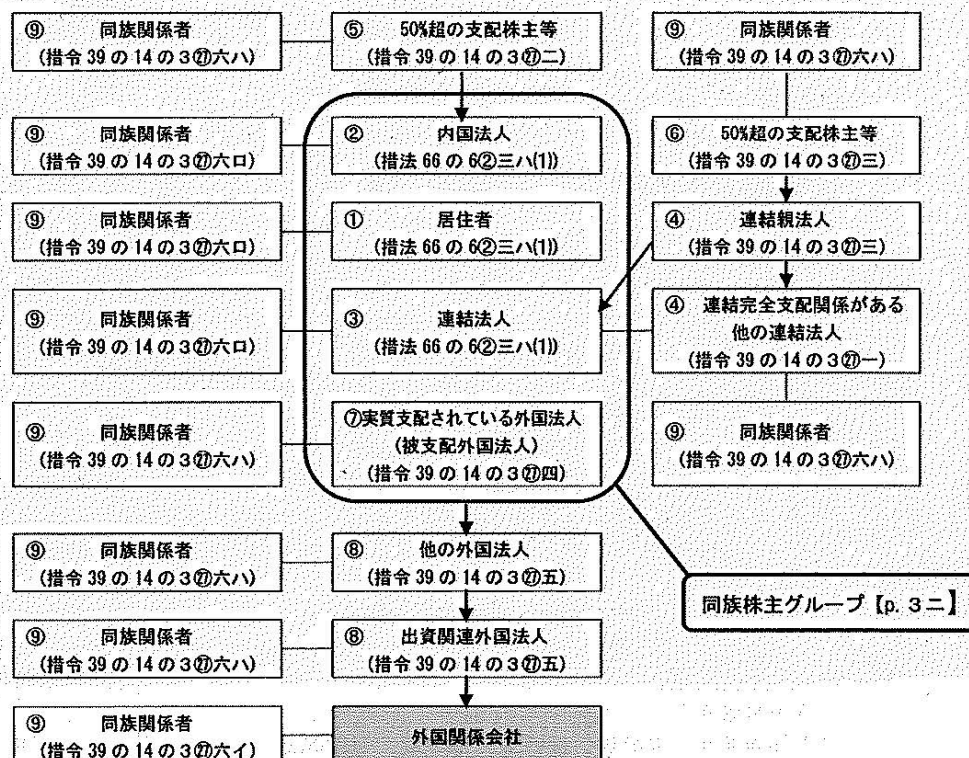 ⑨ 同族関係者
(措令 39 の 14 の 3㉗六ハ)
⑤ 50%超の支配株主等
(措令 39 の 14 の 3㉗二)
⑨ 同族関係者
(措令 39 の 14 の 3㉗六ハ)
⑨ 同族関係者
(措令 39 の 14 の 3㉗六ロ)
② 内国法人
(措法 66 の 6②三ハ(1))
⑥ 50%超の支配株主等
(措令 39 の 14 の 3㉗三)
⑨ 同族関係者
(措令 39 の 14 の 3㉗六ロ)
① 居住者
(措法 66 の 6②三ハ(1))
④ 連結親法人
(措令 39 の 14 の 3㉗三)
⑨ 同族関係者
(措令 39 の 14 の 3㉗六ロ)
③ 連結法人
(措法 66 の 6②三ハ(1))
④ 連結完全支配関係がある
他の連結法人
(措令 39 の 14 の 3㉗一)
⑨ 同族関係者
(措令 39 の 14 の 3㉗六ハ)
⑦実質支配されている外国法人
(被支配外国法人)
(措令 39 の 14 の 3㉗四)
⑨ 同族関係者
(措令 39 の 14 の 3㉗六ハ)
⑨ 同族関係者
(措令 39 の 14 の 3㉗六ハ)
⑧ 他の外国法人
(措令 39 の 14 の 3㉗五)
同族株主グループ【p. 3 ニ】
⑨ 同族関係者
(措令 39 の 14 の 3㉗六ハ)
⑧ 出資関連外国法人
(措令 39 の 14 の 3㉗五)
⑨ 同族関係者
(措令 39 の 14 の 3㉗六イ)
外国関係会社